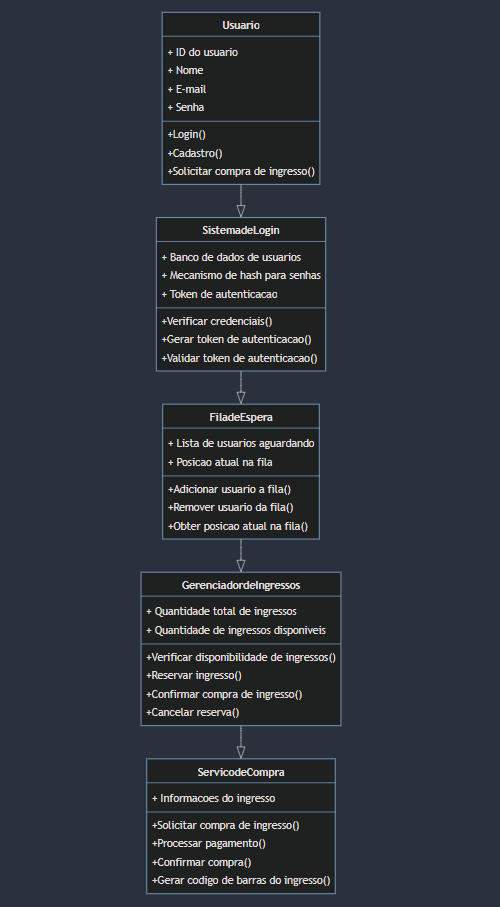 Usuario
+ ID do usuario
+ Nome
+ E-mail
+ Senha
+Login()
+Cadastro()
+Solicitar compra de ingresso()
SistemadeLogin
+ Banco de dados de usuarios
+ Mecanismo de hash para senhas
+ Token de autenticacao
+Verificar credenciais()
+Gerar token de autenticacao()
+Validar token de autenticacao()
FiladeEspera
+ Lista de usuarios aguardando
+ Posicao atual na fila
+Adicionar usuario a fila()
+Remover usuario da fila()
+Obter posicao atual na fila()
GerenciadordeIngressos
+ Quantidade total de ingressos
+ Quantidade de ingressos disponiveis
+Verificar disponibilidade de ingressos()
+Reservar ingresso()
+Confirmar compra de ingresso()
+Cancelar reserva()
ServicodeCompra
+ Informacoes do ingresso
+Solicitar compra de ingresso()
+Processar pagamento()
+Confirmar compra()
+Gerar codigo de barras do ingresso()